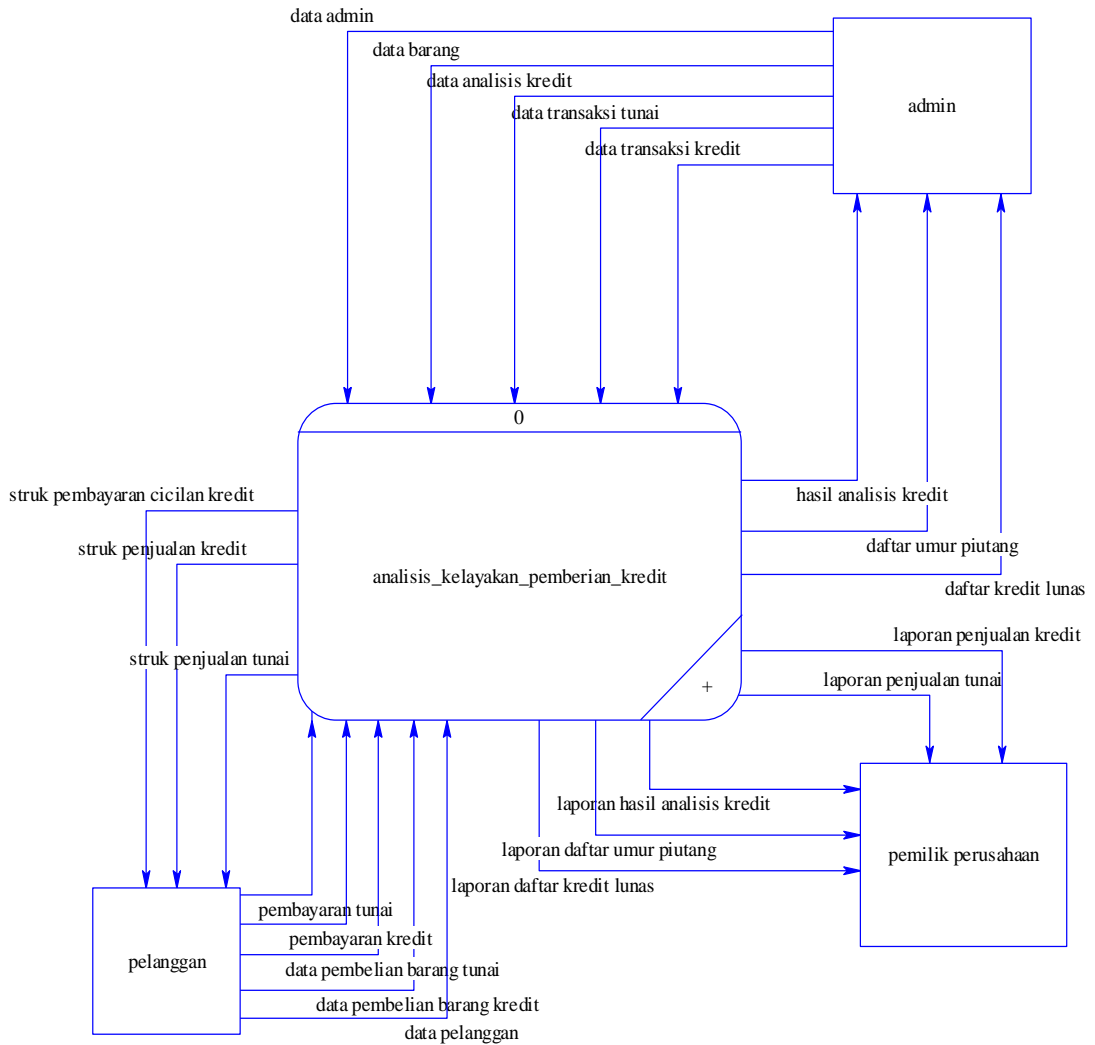 data admin
data barang
data analisis kredit
data transaksi tunai
data transaksi kredit
admin
0
analisis_kelayakan_pemberian_kredit
+
struk pembayaran cicilan kredit
struk penjualan kredit
struk penjualan tunai
hasil analisis kredit
daftar umur piutang
daftar kredit lunas
laporan penjualan kredit
laporan penjualan tunai
laporan hasil analisis kredit
laporan daftar umur piutang
laporan daftar kredit lunas
pemilik perusahaan
pelanggan
pembayaran tunai
pembayaran kredit
data pembelian barang tunai
data pembelian barang kredit
data pelanggan